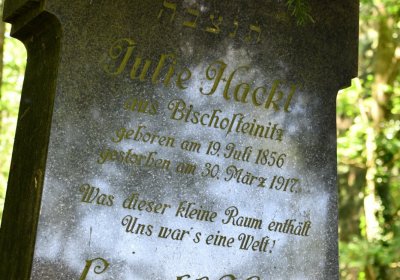 תנצבה
Julie Hackl
aus Bischofteinitz
geboren am 19. Juli 1856
gestorben am 30. März 1917.
Was dieser kleine Raum enthält
Uns war's eine Welt!